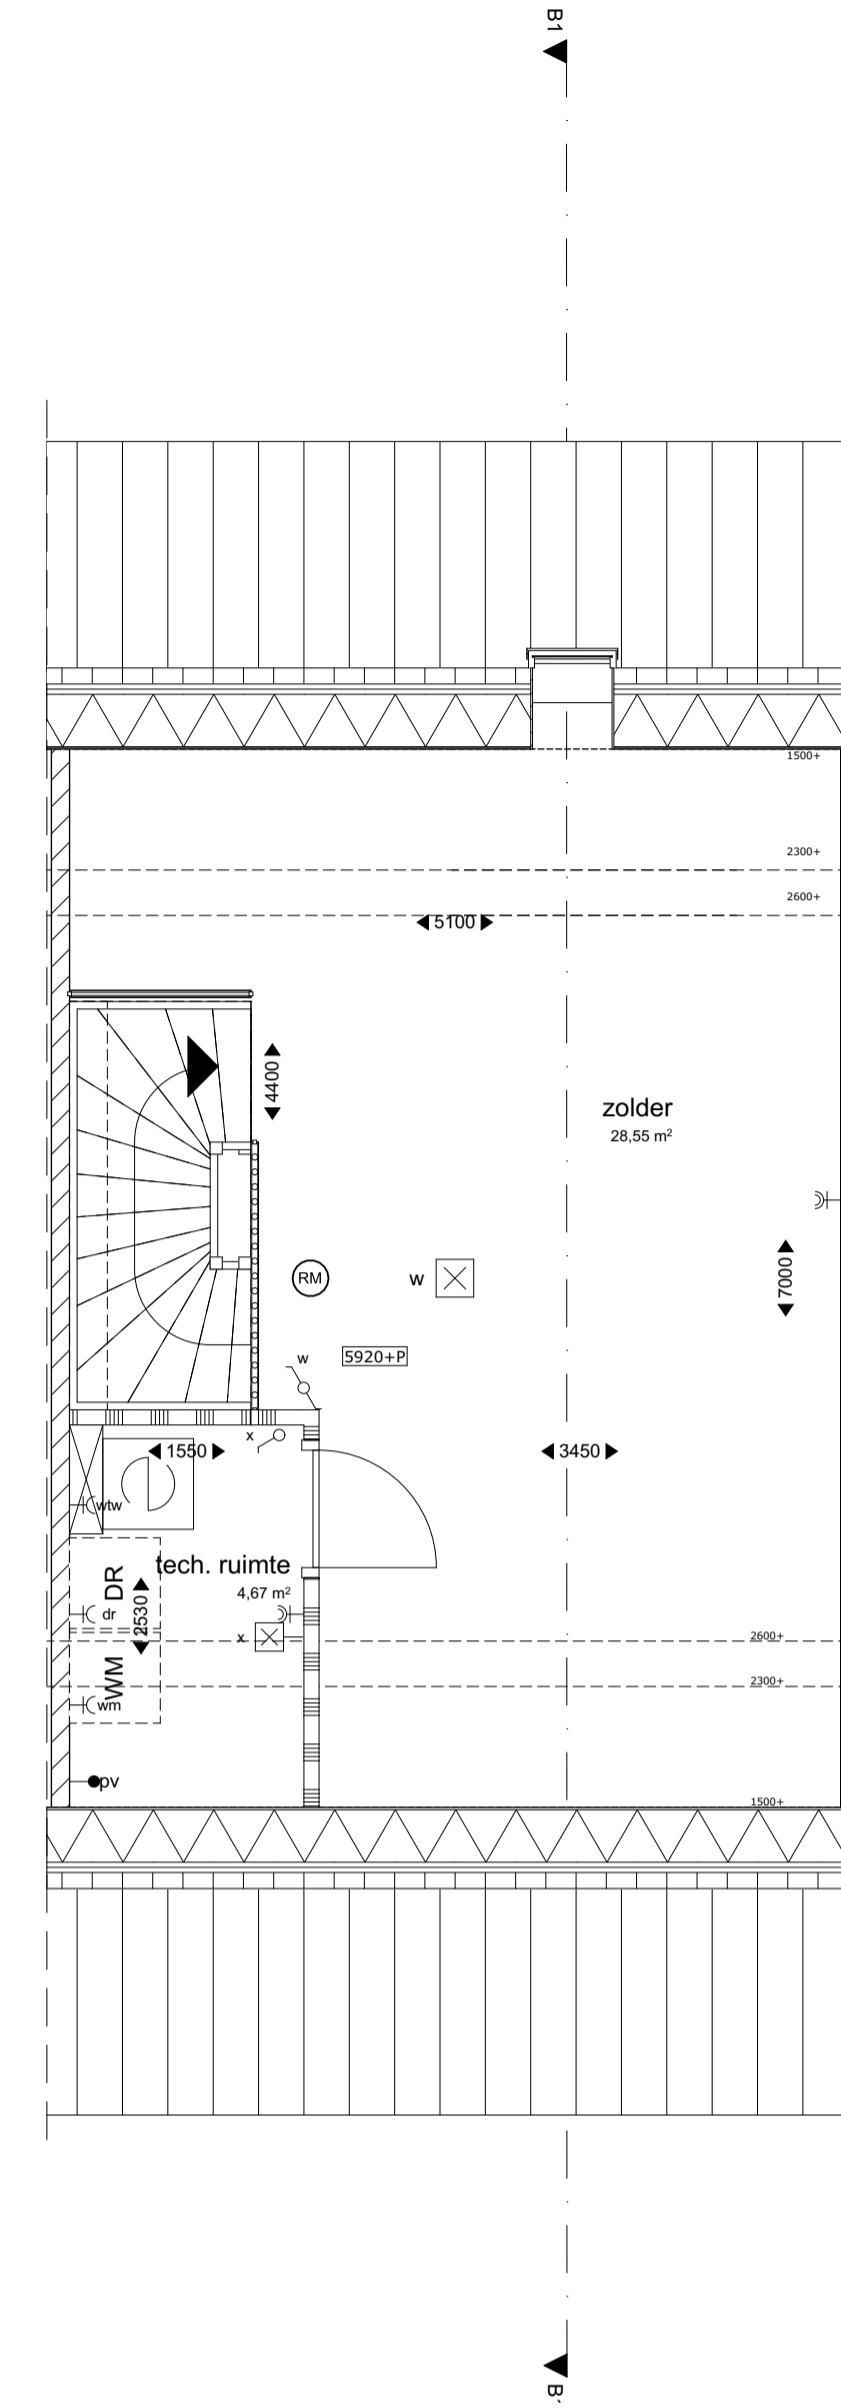 B1
1500+
2300+
2600+
5100
4400
zolder
28,55 m²
7000
RM
w
5920+P
w
x
1550
3450
wtw
tech. ruimte
4,67 m²
DR
dr
2530
x
2600+
WM
wm
2300+
pv
1500+